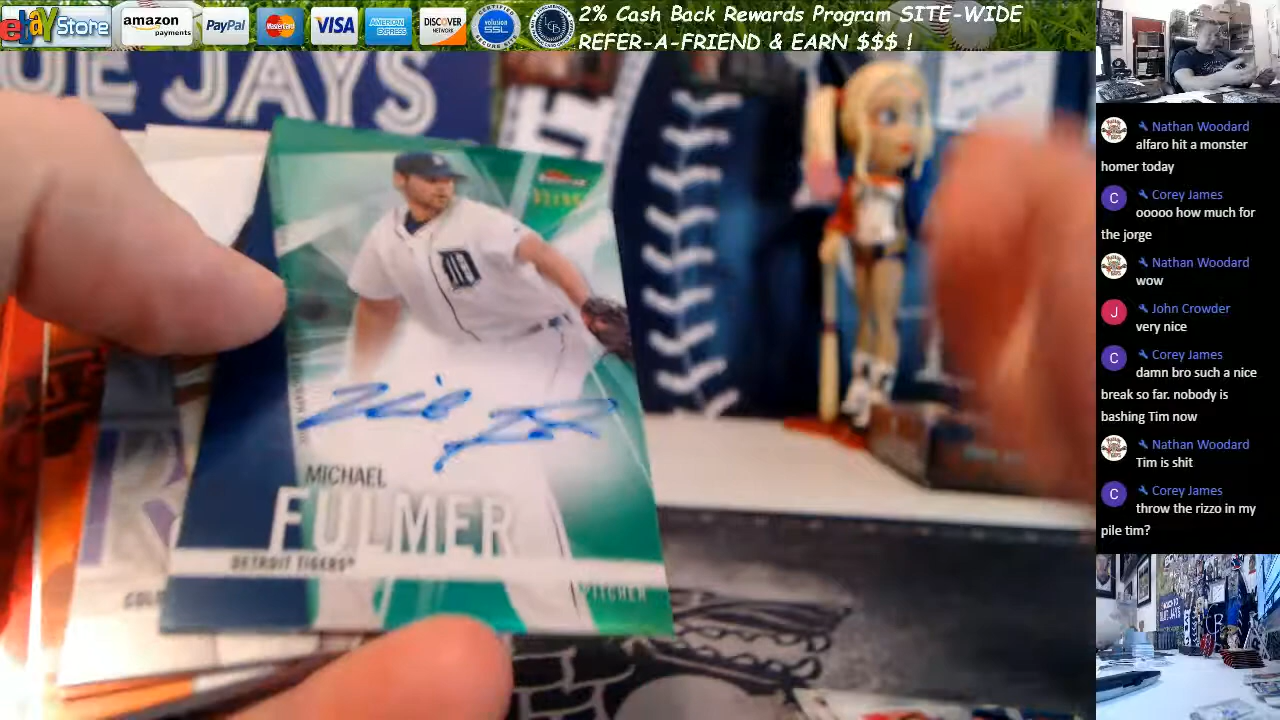 ebay Store
amazon
payments
PayPal
MasterCard
VISA
AMERICAN
EXPRESS
DISCOVER
NETWORK
volusion
SSL
2% Cash Back Rewards Program SITE-WIDE
REFER-A-FRIEND & EARN $$$ !
UE JAYS
D
MICHAEL
FULMER
DETROIT TIGERS
PITCHER
Nathan Woodard
alfaro hit a monster
homer today
C
Corey James
ooooo how much for
the jorge
Nathan Woodard
wow
J
John Crowder
very nice
C
Corey James
damn bro such a nice
break so far. nobody is
bashing Tim now
Nathan Woodard
Tim is shit
C
Corey James
throw the rizzo in my
pile tim?